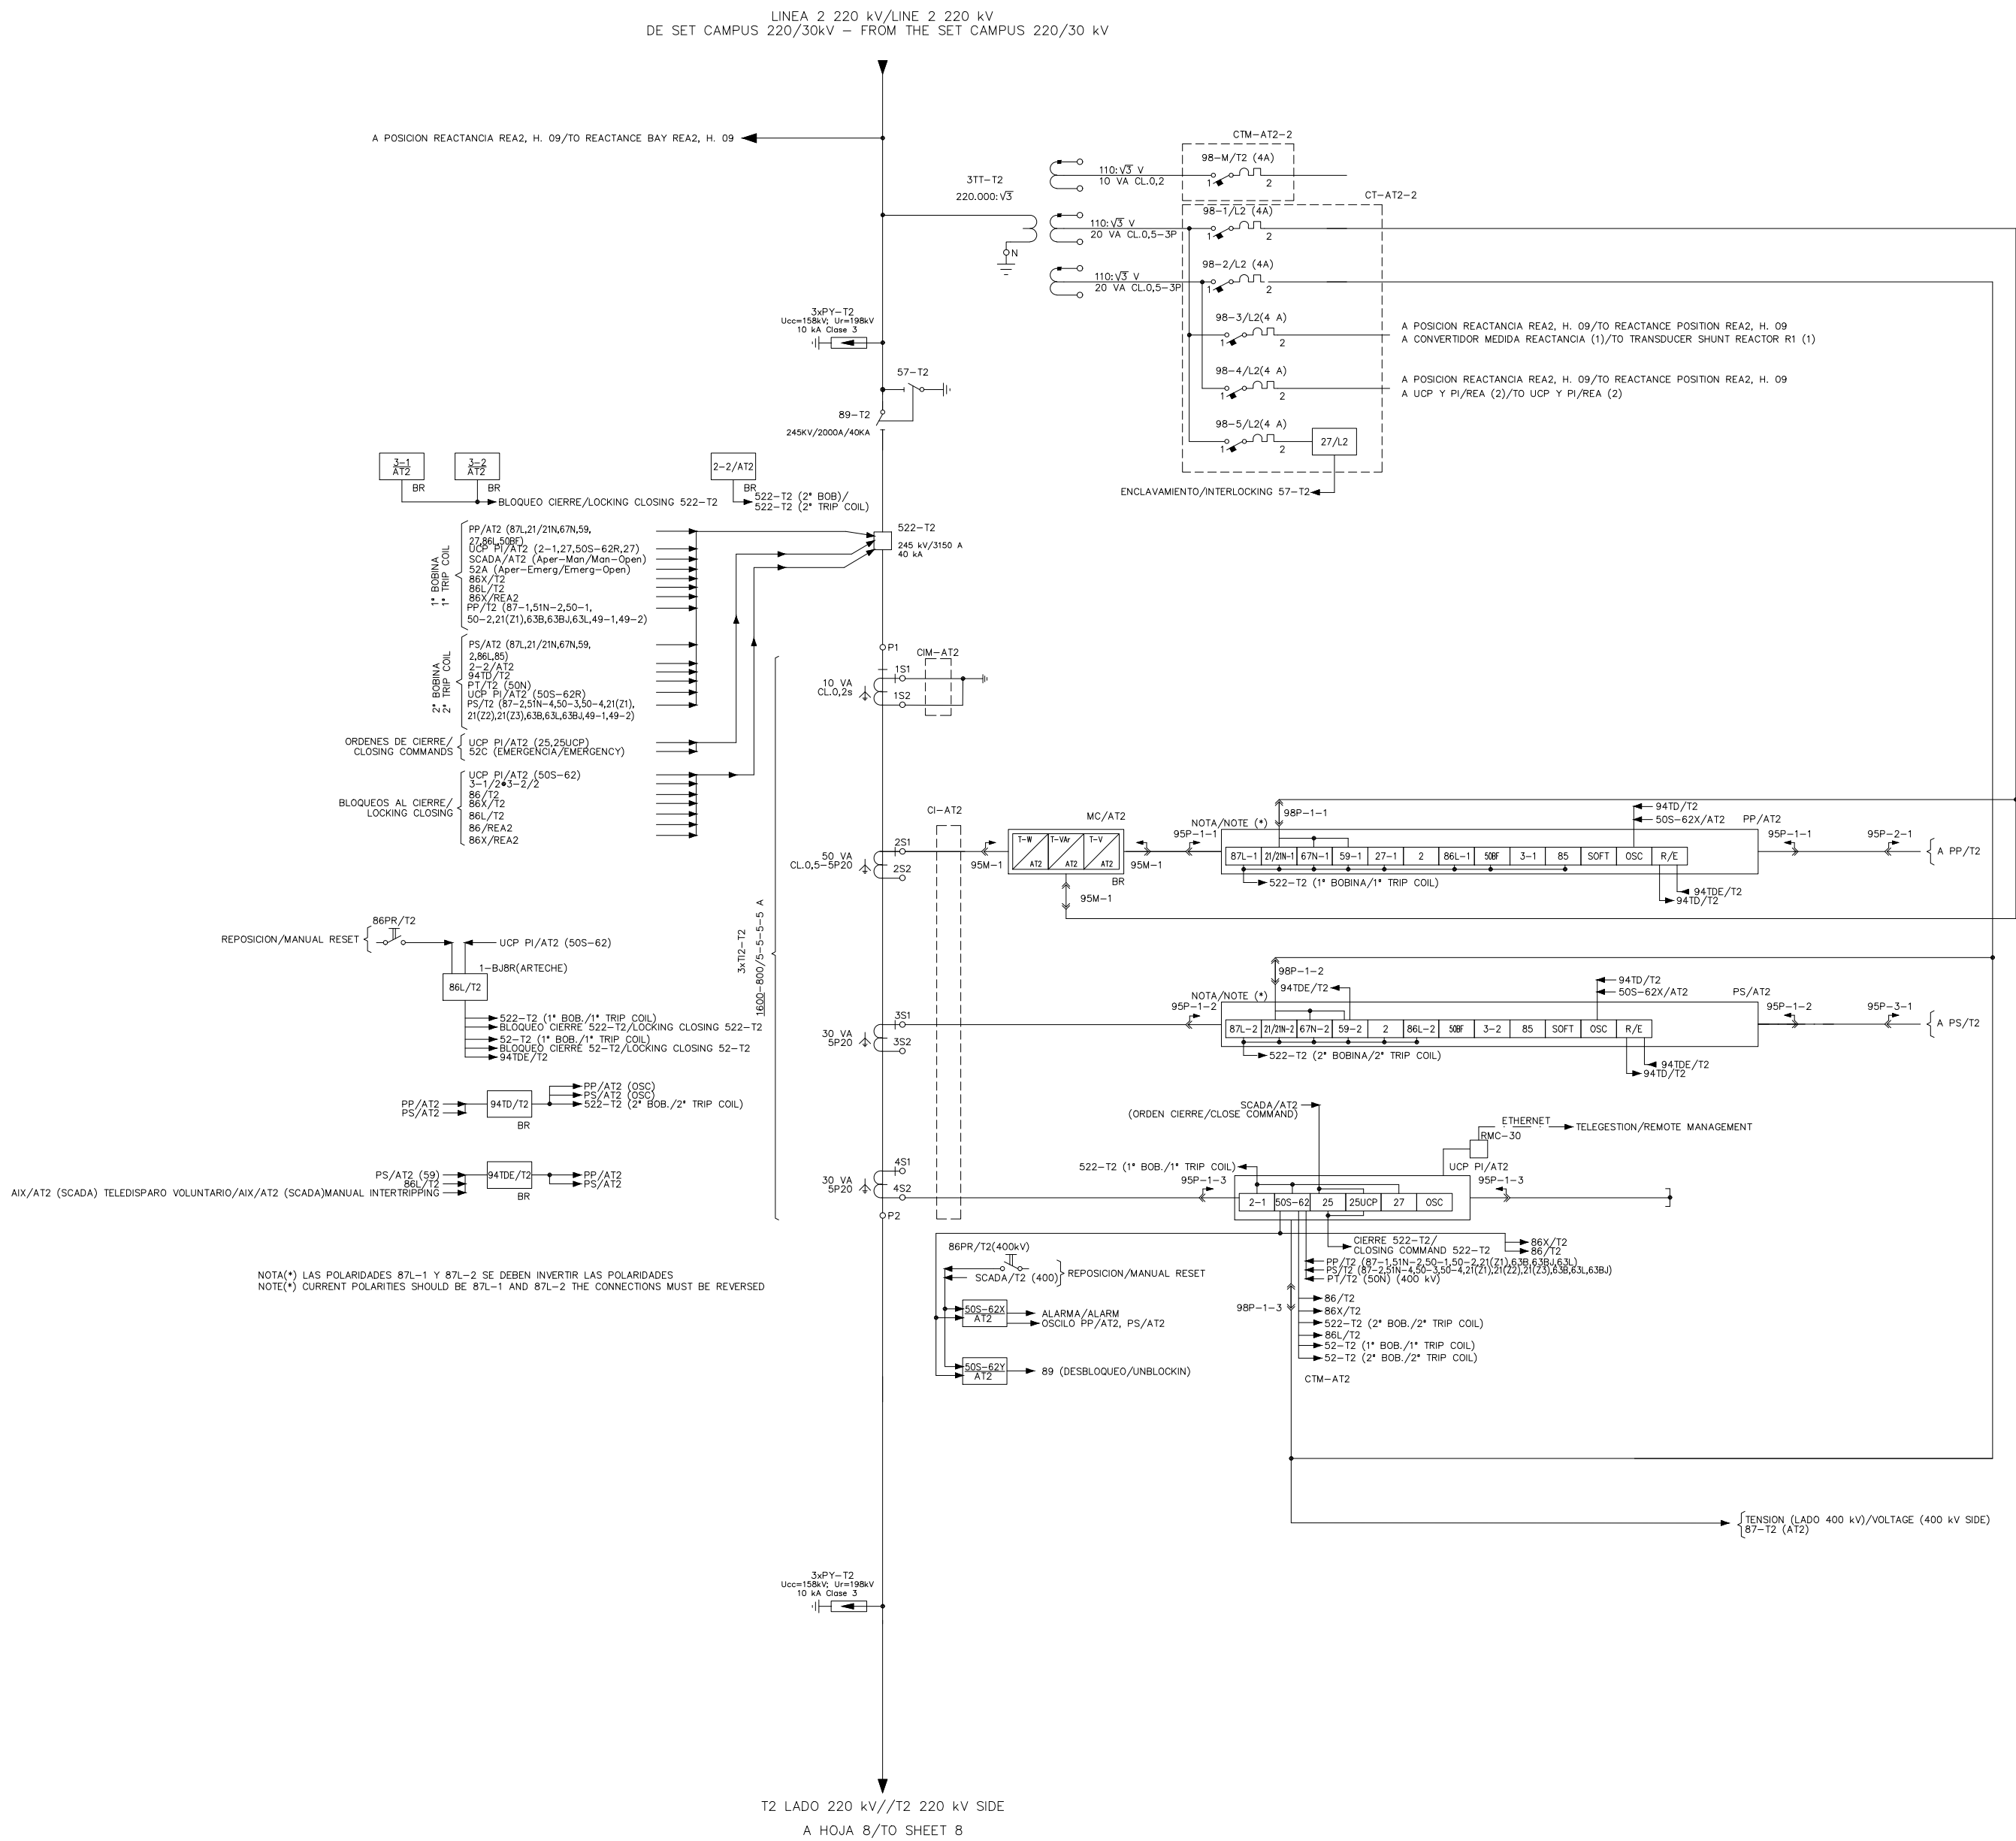 LINEA 2 220 kV/LINE 2 220 kV
DE SET CAMPUS 220/30kV – FROM THE SET CAMPUS 220/30 kV
A POSICION REACTANCIA REA2, H. 09/TO REACTANCE BAY REA2, H. 09
3TT–T2
220.000:√3
N
110:√3 V
10 VA CL.0,2
110:√3 V
20 VA CL.0,5–3P
110:√3 V
20 VA CL.0,5–3P
CTM–AT2–2
98–M/T2 (4A)
1
2
CT–AT2–2
98–1/L2 (4A)
1
2
98–2/L2 (4A)
1
2
98–3/L2(4 A)
1
2
A POSICION REACTANCIA REA2, H. 09/TO REACTANCE POSITION REA2, H. 09
A CONVERTIDOR MEDIDA REACTANCIA (1)/TO TRANSDUCER SHUNT REACTOR R1 (1)
98–4/L2(4 A)
1
2
A POSICION REACTANCIA REA2, H. 09/TO REACTANCE POSITION REA2, H. 09
A UCP Y PI/REA (2)/TO UCP Y PI/REA (2)
98–5/L2(4 A)
1
2
27/L2
ENCLAVAMIENTO/INTERLOCKING 57–T2
3xPY–T2
Ucc=158kV; Ur=198kV
10 kA Clase 3
57–T2
89–T2
245KV/2000A/40KA
3–1
AT2
BR
3–2
AT2
BR
BLOQUEO CIERRE/LOCKING CLOSING 522–T2
2–2/AT2
BR
522–T2 (2ª BOB)/
522–T2 (2ª TRIP COIL)
522–T2
245 kV/3150 A
40 kA
1ª BOBINA
1ª TRIP COIL
PP/AT2 (87L,21/21N,67N,59,
27,86L,50BF)
UCP PI/AT2 (2–1,27,50S–62R,27)
SCADA/AT2 (Aper–Man/Man–Open)
52A (Aper–Emerg/Emerg–Open)
86X/T2
86L/T2
86X/REA2
PP/T2 (87–1,51N–2,50–1,
50–2,21(Z1),63B,63BJ,63L,49–1,49–2)
2ª BOBINA
2ª TRIP COIL
PS/AT2 (87L,21/21N,67N,59,
2,86L,85)
2–2/AT2
94TD/T2
PT/T2 (50N)
UCP PI/AT2 (50S–62R)
PS/T2 (87–2,51N–4,50–3,50–4,21(Z1),
21(Z2),21(Z3),63B,63L,63BJ,49–1,49–2)
ORDENES DE CIERRE/
CLOSING COMMANDS
UCP PI/AT2 (25,25UCP)
52C (EMERGENCIA/EMERGENCY)
BLOQUEOS AL CIERRE/
LOCKING CLOSING
UCP PI/AT2 (50S–62)
3–1/2•3–2/2
86/T2
86X/T2
86L/T2
86/REA2
86X/REA2
P1
CIM–AT2
10 VA
CL.0,2s
1S1
1S2
CI–AT2
50 VA
CL.0,5–5P20
2S1
2S2
3xTI2–T2
1600–800/5–5–5–5 A
95M–1
MC/AT2
T–W
AT2
T–VAr
AT2
T–V
AT2
BR
95M–1
95M–1
95P–1–1
NOTA/NOTE (*)
98P–1–1
94TD/T2
50S–62X/AT2
PP/AT2
87L–1
21/21N–1
67N–1
59–1
27–1
2
86L–1
50BF
3–1
85
SOFT
OSC
R/E
522–T2 (1ª BOBINA/1ª TRIP COIL)
94TDE/T2
94TD/T2
95P–1–1
95P–2–1
A PP/T2
86PR/T2
REPOSICION/MANUAL RESET
UCP PI/AT2 (50S–62)
1–BJ8R(ARTECHE)
86L/T2
522–T2 (1ª BOB./1ª TRIP COIL)
BLOQUEO CIERRE 522–T2/LOCKING CLOSING 522–T2
52–T2 (1ª BOB./1ª TRIP COIL)
BLOQUEO CIERRE 52–T2/LOCKING CLOSING 52–T2
94TDE/T2
30 VA
5P20
3S1
3S2
95P–1–2
NOTA/NOTE (*)
98P–1–2
94TDE/T2
94TD/T2
50S–62X/AT2
PS/AT2
87L–2
21/21N–2
67N–2
59–2
2
86L–2
50BF
3–2
85
SOFT
OSC
R/E
522–T2 (2ª BOBINA/2ª TRIP COIL)
94TDE/T2
94TD/T2
95P–1–2
95P–3–1
A PS/T2
PP/AT2
PS/AT2
94TD/T2
BR
PP/AT2 (OSC)
PS/AT2 (OSC)
522–T2 (2ª BOB./2ª TRIP COIL)
PS/AT2 (59)
86L/T2
AIX/AT2 (SCADA) TELEDISPARO VOLUNTARIO/AIX/AT2 (SCADA)MANUAL INTERTRIPPING
94TDE/T2
BR
PP/AT2
PS/AT2
30 VA
5P20
4S1
4S2
P2
SCADA/AT2
(ORDEN CIERRE/CLOSE COMMAND)
ETHERNET
TELEGESTION/REMOTE MANAGEMENT
RMC–30
522–T2 (1ª BOB./1ª TRIP COIL)
UCP PI/AT2
95P–1–3
95P–1–3
2–1
50S–62
25
25UCP
27
OSC
CIERRE 522–T2/
CLOSING COMMAND 522–T2
86X/T2
86/T2
PP/T2 (87–1,51N–2,50–1,50–2,21(Z1),63B,63BJ,63L)
PS/T2 (87–2,51N–4,50–3,50–4,21(Z1),21(Z2),21(Z3),63B,63L,63BJ)
PT/T2 (50N) (400 kV)
98P–1–3
86/T2
86X/T2
522–T2 (2ª BOB./2ª TRIP COIL)
86L/T2
52–T2 (1ª BOB./1ª TRIP COIL)
52–T2 (2ª BOB./2ª TRIP COIL)
CTM–AT2
86PR/T2(400kV)
SCADA/T2 (400)
REPOSICION/MANUAL RESET
50S–62X
AT2
ALARMA/ALARM
OSCILO PP/AT2, PS/AT2
50S–62Y
AT2
89 (DESBLOQUEO/UNBLOCKIN)
NOTA(*) LAS POLARIDADES 87L–1 Y 87L–2 SE DEBEN INVERTIR LAS POLARIDADES
NOTE(*) CURRENT POLARITIES SHOULD BE 87L–1 AND 87L–2 THE CONNECTIONS MUST BE REVERSED
TENSION (LADO 400 kV)/VOLTAGE (400 kV SIDE)
87–T2 (AT2)
3xPY–T2
Ucc=158kV; Ur=198kV
10 kA Clase 3
T2 LADO 220 kV//T2 220 kV SIDE
A HOJA 8/TO SHEET 8